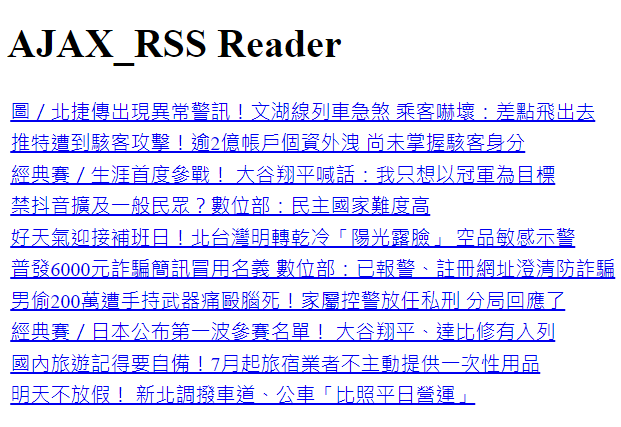 AJAX_RSS Reader
圖／北捷傳出現異常警訊！文湖線列車急煞 乘客嚇壞：差點飛出去
推特遭到駭客攻擊！逾2億帳戶個資外洩 尚未掌握駭客身分
經典賽／生涯首度參戰！ 大谷翔平喊話：我只想以冠軍為目標
禁抖音擴及一般民眾？數位部：民主國家難度高
好天氣迎接補班日！北台灣明轉乾冷「陽光露臉」 空品敏感示警
普發6000元詐騙簡訊冒用名義 數位部：已報警、註冊網址澄清防詐騙
男偷200萬遭手持武器痛毆腦死！家屬控警放任私刑 分局回應了
經典賽／日本公布第一波參賽名單！ 大谷翔平、達比修有入列
國內旅遊記得要自備！7月起旅宿業者不主動提供一次性用品
明天不放假！ 新北調撥車道、公車「比照平日營運」